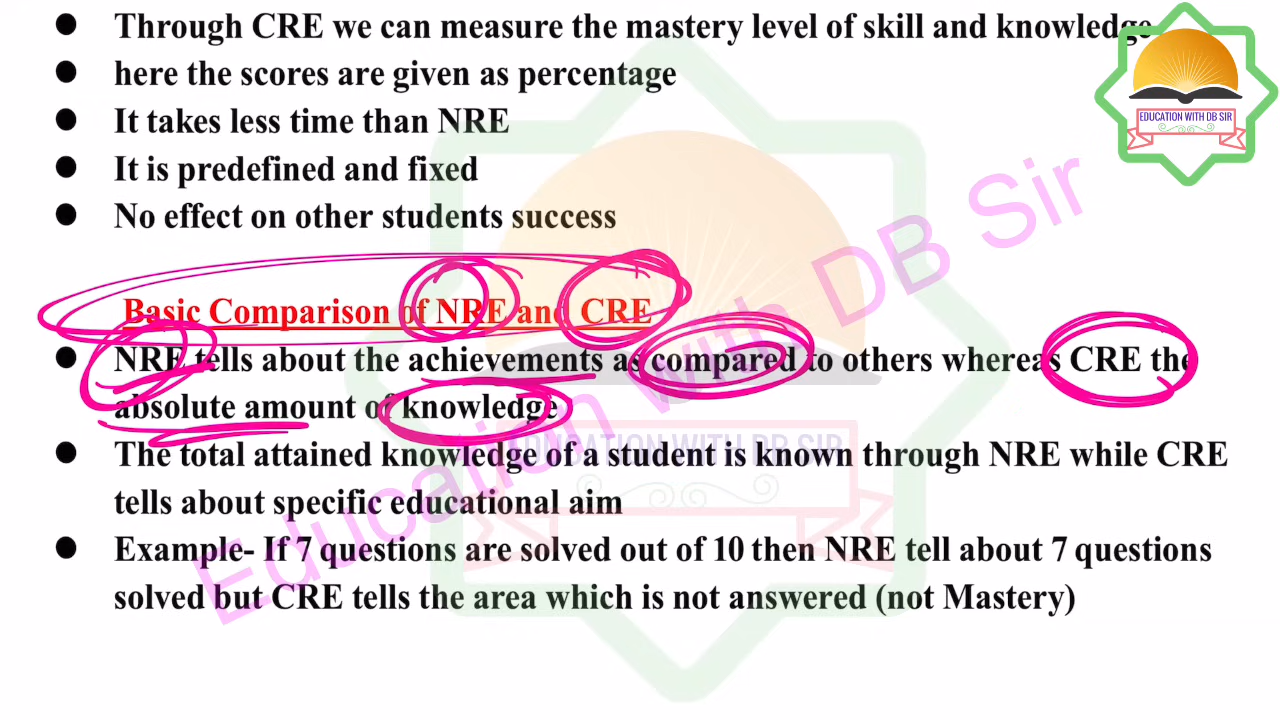 ● Through CRE we can measure the mastery level of skill and knowledge
● here the scores are given as percentage
● It takes less time than NRE
● It is predefined and fixed
● No effect on other students success
Basic Comparison of NRE and CRE
● NRE tells about the achievements as compared to others whereas CRE the
absolute amount of knowledge
● The total attained knowledge of a student is known through NRE while CRE
tells about specific educational aim
● Example- If 7 questions are solved out of 10 then NRE tell about 7 questions
solved but CRE tells the area which is not answered (not Mastery)
EDUCATION WITH DB SIR
Education with DB Sir
EDUCATION WITH DB SIR